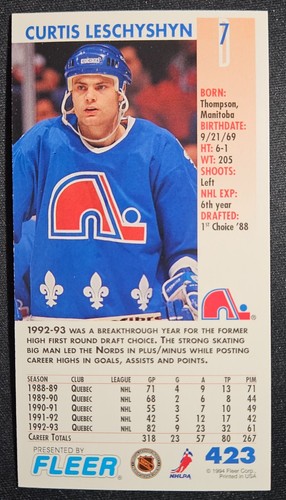 CURTIS LESCHYSHYN
7
BORN:
Thompson,
Manitoba
BIRTHDATE:
9/21/69
HT: 6-1
WT: 205
SHOOTS:
Left
NHL EXP:
6th year
DRAFTED:
1st Choice '88
1992-93 WAS A BREAKTHROUGH YEAR FOR THE FORMER
HIGH FIRST ROUND DRAFT CHOICE. THE STRONG SKATING
BIG MAN LED THE NORDS IN PLUS/MINUS WHILE POSTING
CAREER HIGHS IN GOALS, ASSISTS AND POINTS.
SEASON CLUB LEAGUE GP G A TP PIM
1988-89 QUEBEC NHL 71 4 9 13 71
1989-90 QUEBEC NHL 68 2 6 8 44
1990-91 QUEBEC NHL 55 3 7 10 49
1991-92 QUEBEC NHL 42 5 12 17 42
1992-93 QUEBEC NHL 82 9 23 32 61
CAREER TOTALS 318 23 57 80 267
PRESENTED BY
FLEER
NHLPA
423
© 1994 Fleer Corp.
Printed in USA